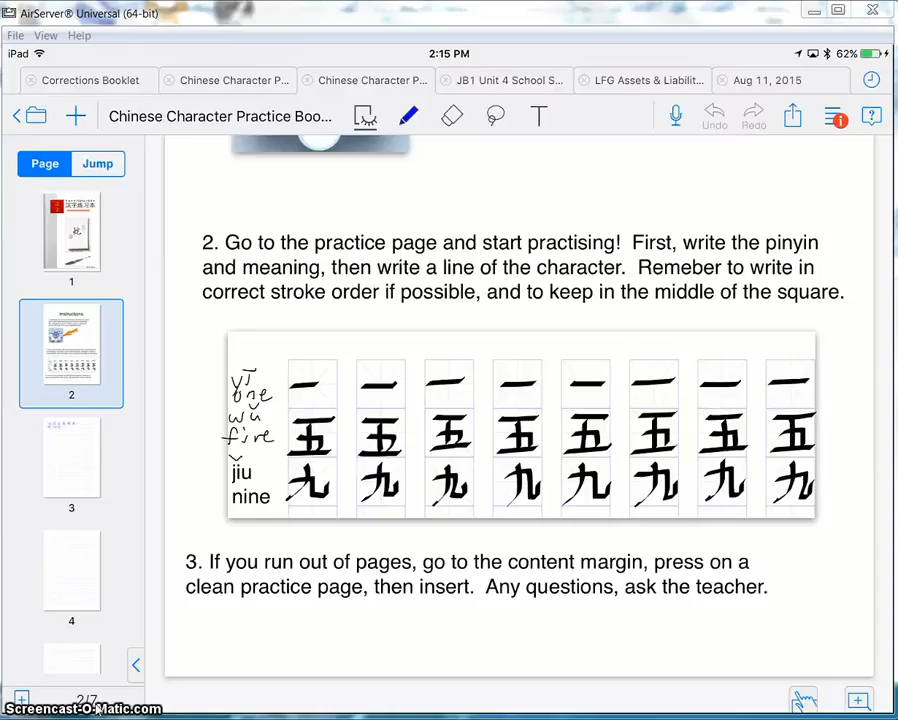 AirServer® Universal (64-bit)
File View Help
iPad 2:15 PM 62%
Corrections Booklet Chinese Character P... Chinese Character P... JB1 Unit 4 School S... LFG Assets & Liabilit... Aug 11, 2015
Chinese Character Practice Boo... T Undo Redo
Page Jump
汉字练习本
1
Instructions
2
3
4
2/7
2. Go to the practice page and start practising! First, write the pinyin
and meaning, then write a line of the character. Remeber to write in
correct stroke order if possible, and to keep in the middle of the square.
yī
one
一 一 一 一 一 一 一 一
wǔ
five
五 五 五 五 五 五 五 五
jǐu
nine
九 九 九 九 九 九 九 九
3. If you run out of pages, go to the content margin, press on a
clean practice page, then insert. Any questions, ask the teacher.
Screencast-O-Matic.com